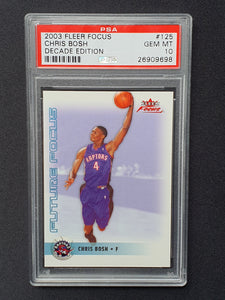 PSA
2003 FLEER FOCUS #125
CHRIS BOSH GEM MT
DECADE EDITION 10
26909698
Focus
FUTURE FOCUS
RAPTORS
4
CHRIS BOSH • F